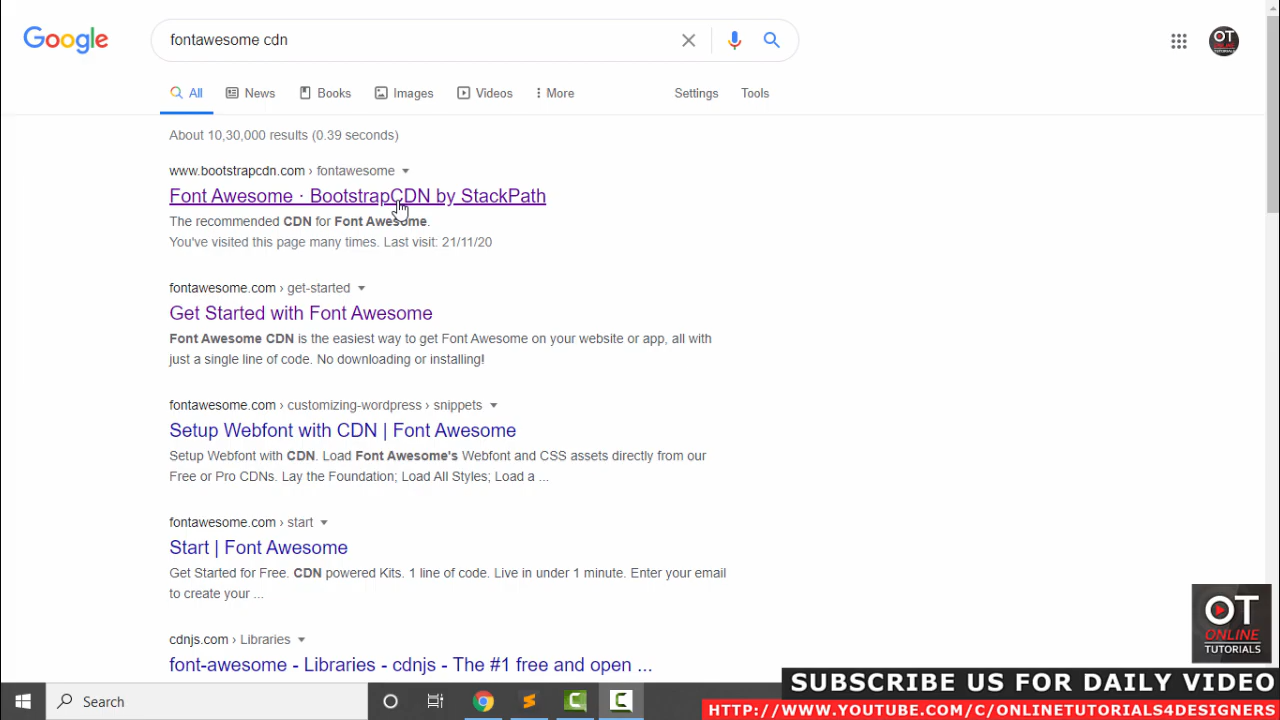 Google
fontawesome cdn
OT
ONLINE
TUTORIALS
All
News
Books
Images
Videos
More
Settings
Tools
About 10,30,000 results (0.39 seconds)
www.bootstrapcdn.com › fontawesome
Font Awesome · BootstrapCDN by StackPath
The recommended CDN for Font Awesome.
You've visited this page many times. Last visit: 21/11/20
fontawesome.com › get-started
Get Started with Font Awesome
Font Awesome CDN is the easiest way to get Font Awesome on your website or app, all with
just a single line of code. No downloading or installing!
fontawesome.com › customizing-wordpress › snippets
Setup Webfont with CDN | Font Awesome
Setup Webfont with CDN. Load Font Awesome's Webfont and CSS assets directly from our
Free or Pro CDNs. Lay the Foundation; Load All Styles; Load a ...
fontawesome.com › start
Start | Font Awesome
Get Started for Free. CDN powered Kits. 1 line of code. Live in under 1 minute. Enter your email
to create your ...
cdnjs.com › Libraries
font-awesome - Libraries - cdnjs - The #1 free and open ...
OT
ONLINE
TUTORIALS
SUBSCRIBE US FOR DAILY VIDEO
HTTP://WWW.YOUTUBE.COM/C/ONLINETUTORIALS4DESIGNERS
Search